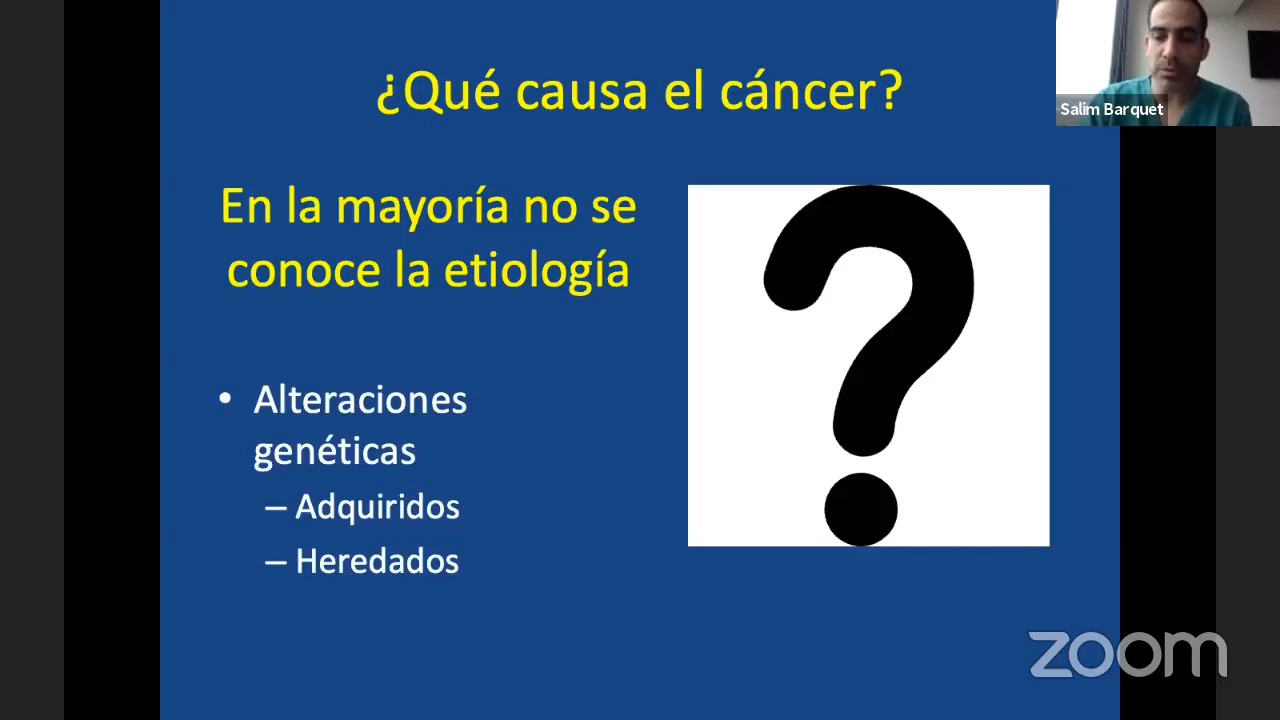 ¿Qué causa el cáncer?
Salim Barquet
En la mayoría no se
conoce la etiología
• Alteraciones
genéticas
– Adquiridos
– Heredados
?
zoom